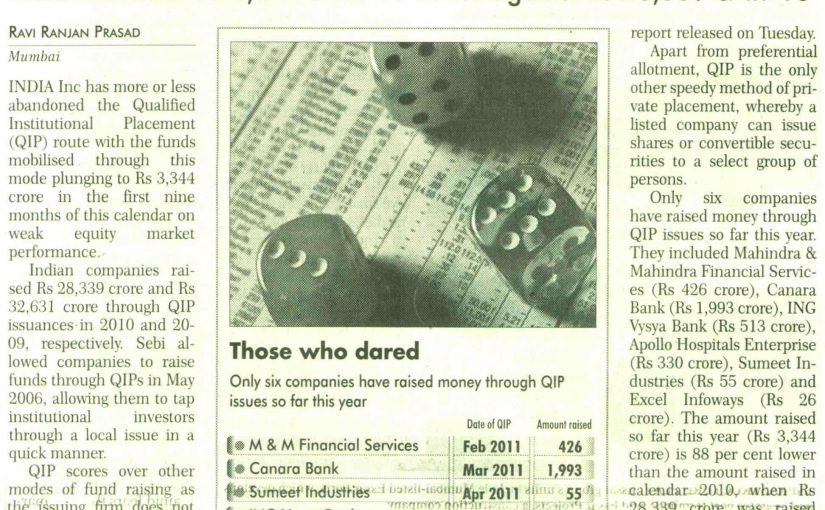 RAVI RANJAN PRASAD
Mumbai
INDIA Inc has more or less
abandoned the Qualified
Institutional Placement
(QIP) route with the funds
mobilised through this
mode plunging to Rs 3,344
crore in the first nine
months of this calendar on
weak equity market
performance.
Indian companies rai-
sed Rs 28,339 crore and Rs
32,631 crore through QIP
issuances in 2010 and 20-
09, respectively. Sebi al-
lowed companies to raise
funds through QIPs in May
2006, allowing them to tap
institutional investors
through a local issue in a
quick manner.
QIP scores over other
modes of fund raising as
the issuing firm does not
Those who dared
Only six companies have raised money through QIP
issues so far this year
Date of QIP Amount raised
M & M Financial Services Feb 2011 426
Canara Bank Mar 2011 1,993
Sumeet Industries Apr 2011 55
report released on Tuesday.
Apart from preferential
allotment, QIP is the only
other speedy method of pri-
vate placement, whereby a
listed company can issue
shares or convertible secu-
rities to a select group of
persons.
Only six companies
have raised money through
QIP issues so far this year.
They included Mahindra &
Mahindra Financial Servic-
es (Rs 426 crore), Canara
Bank (Rs 1,993 crore), ING
Vysya Bank (Rs 513 crore),
Apollo Hospitals Enterprise
(Rs 330 crore), Sumeet In-
dustries (Rs 55 crore) and
Excel Infoways (Rs 26
crore). The amount raised
so far this year (Rs 3,344
crore) is 88 per cent lower
than the amount raised in
calendar 2010, when Rs
28,339 crore was raised